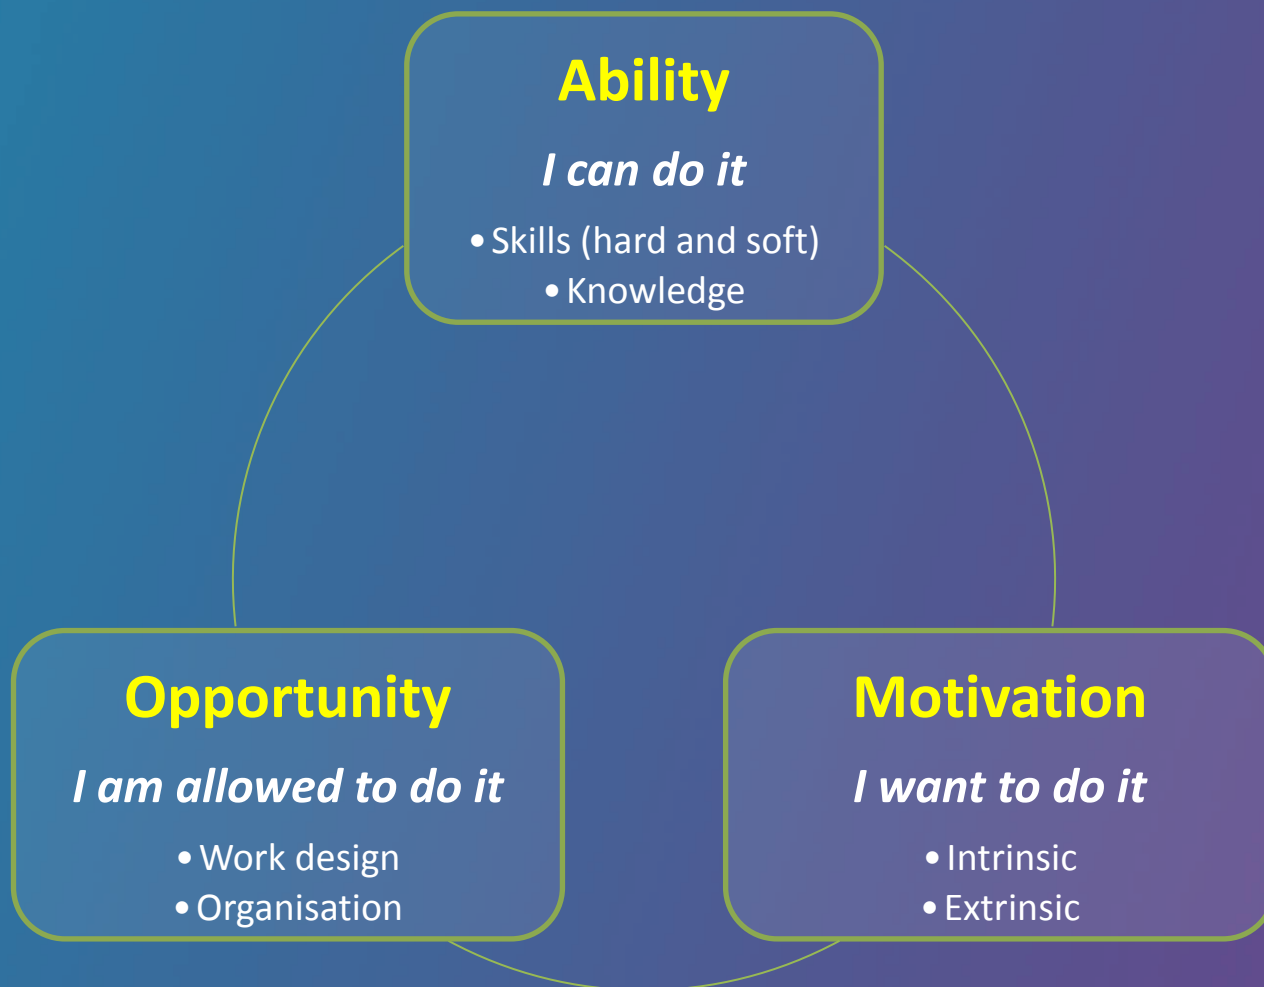 Ability
I can do it
•Skills (hard and soft)
•Knowledge
Opportunity
I am allowed to do it
•Work design
•Organisation
Motivation
I want to do it
•Intrinsic
•Extrinsic